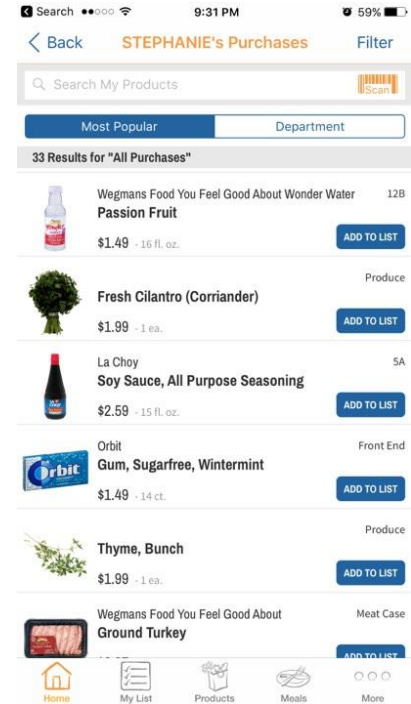 Search 9:31 PM 59%
Back STEPHANIE's Purchases Filter
Search My Products Scan
Most Popular Department
33 Results for "All Purchases"
Wegmans Food You Feel Good About Wonder Water 12B
Passion Fruit
$1.49 - 16 fl. oz. ADD TO LIST
Produce
Fresh Cilantro (Corriander)
$1.99 - 1 ea. ADD TO LIST
La Choy 5A
Soy Sauce, All Purpose Seasoning
$2.59 - 15 fl. oz. ADD TO LIST
Orbit Front End
Gum, Sugarfree, Wintermint
Orbit
$1.49 - 14 ct. ADD TO LIST
Produce
Thyme, Bunch
$1.99 - 1 ea. ADD TO LIST
Wegmans Food You Feel Good About Meat Case
Ground Turkey
ADD TO LIST
Home My List Products Meals More